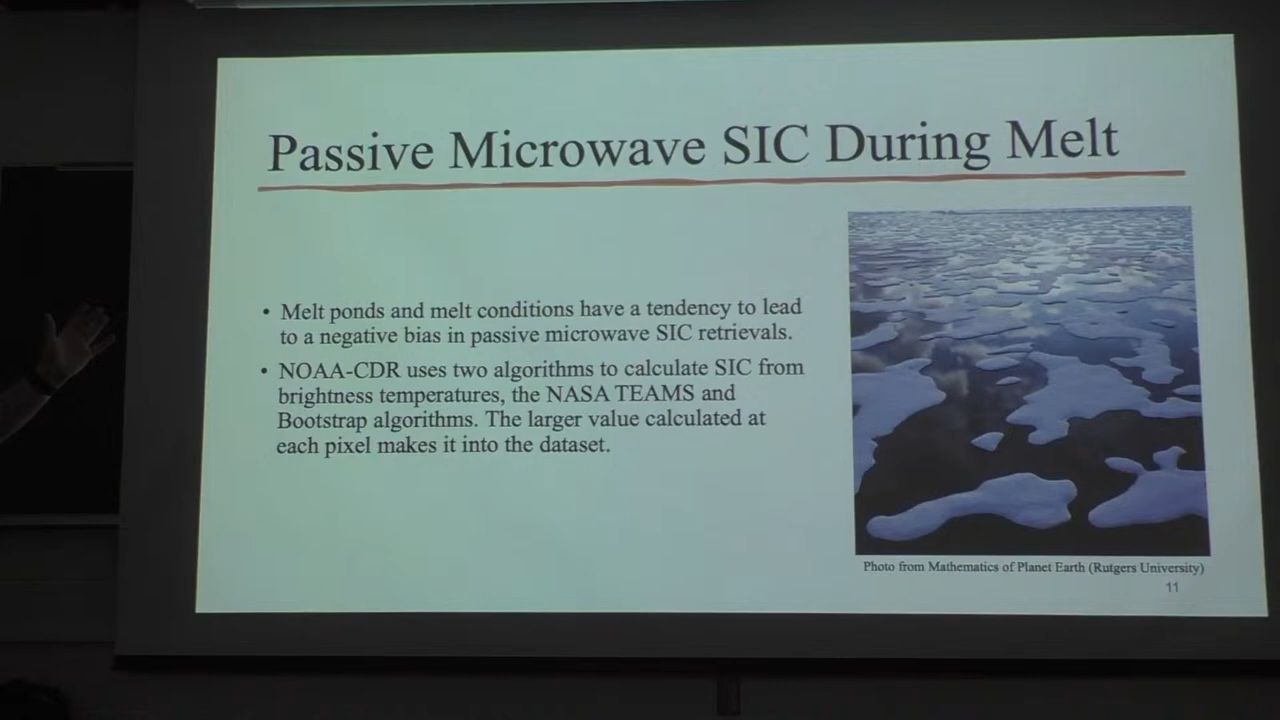 Passive Microwave SIC During Melt
• Melt ponds and melt conditions have a tendency to lead
to a negative bias in passive microwave SIC retrievals.
• NOAA-CDR uses two algorithms to calculate SIC from
brightness temperatures, the NASA TEAMS and
Bootstrap algorithms. The larger value calculated at
each pixel makes it into the dataset.
Photo from Mathematics of Planet Earth (Rutgers University)
11